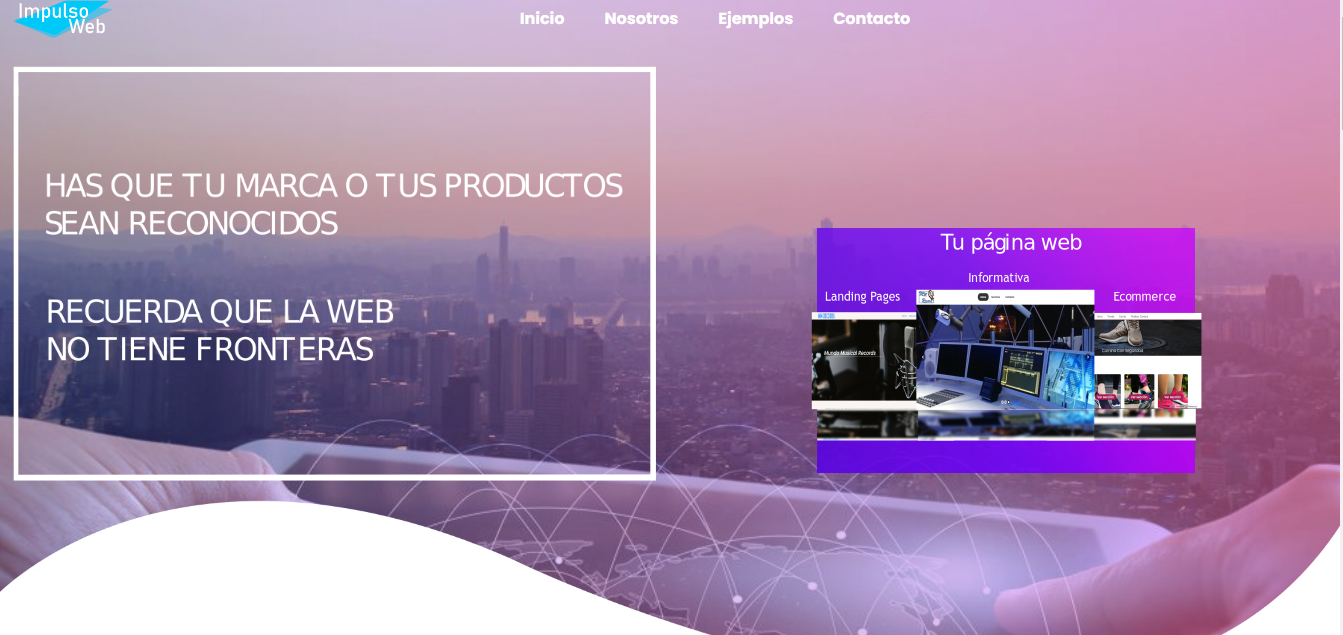 Impulso
Web
Inicio Nosotros Ejemplos Contacto
HAS QUE TU MARCA O TUS PRODUCTOS
SEAN RECONOCIDOS
RECUERDA QUE LA WEB
NO TIENE FRONTERAS
Tu página web
Informativa
Landing Pages
Ecommerce
Mundo Musical Records